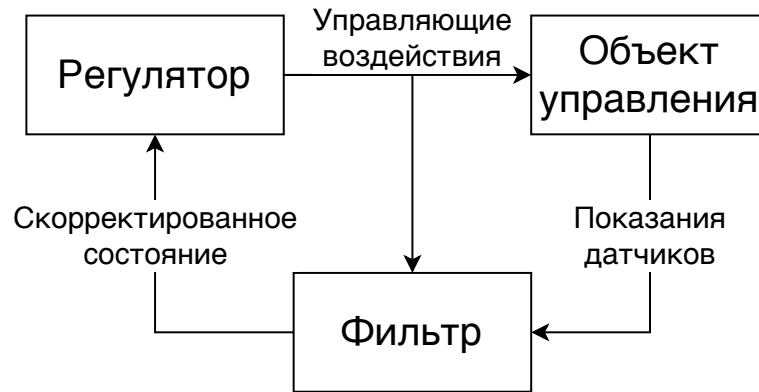 Управляющие
воздействия
Регулятор
Объект
управления
Скорректированное
состояние
Показания
датчиков
Фильтр